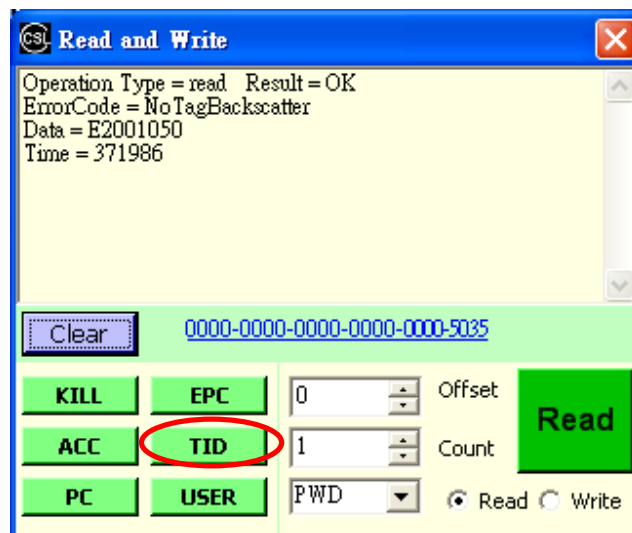 CSL Read and Write
Operation Type = read Result = OK
ErrorCode = NoTagBackscatter
Data = E2001050
Time = 371986
Clear 0000-0000-0000-0000-0000-5035
KILL EPC 0 Offset Read
ACC TID 1 Count
PC USER PWD Read Write